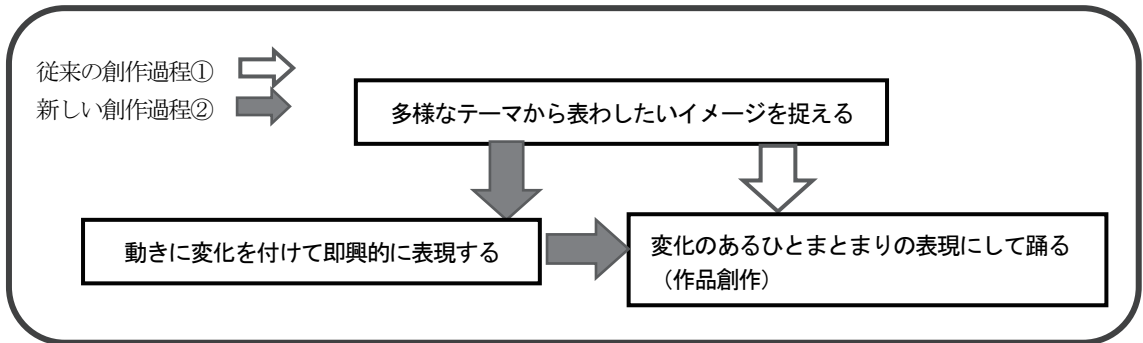 従来の創作過程①
新しい創作過程②
多様なテーマから表わしたいイメージを捉える
動きに変化を付けて即興的に表現する
変化のあるひとまとまりの表現にして踊る
（作品創作）